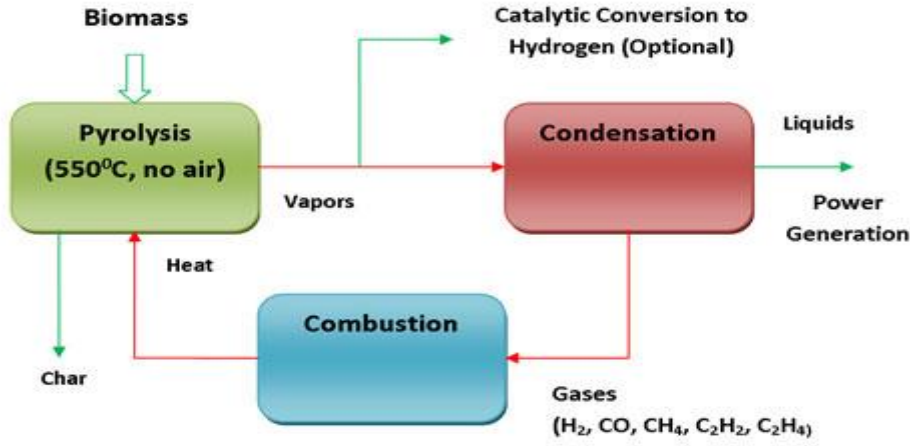 Biomass
Catalytic Conversion to
Hydrogen (Optional)
Pyrolysis
(550⁰C, no air)
Condensation
Liquids
Vapors
Power
Generation
Heat
Combustion
Char
Gases
(H₂, CO, CH₄, C₂H₂, C₂H₄)